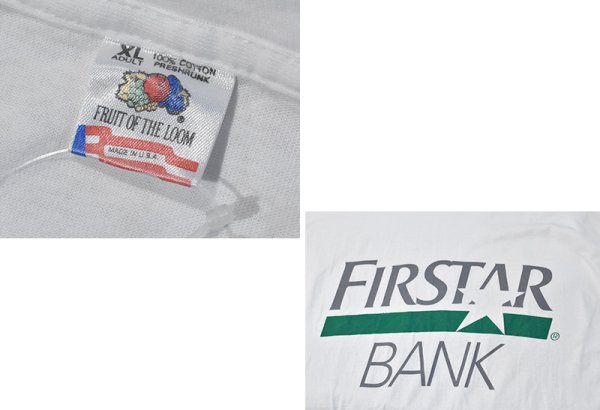 XL 100% COTTON
ADULT PRESHRUNK
®
FRUIT OF THE LOOM
MADE IN U.S.A.
FIRSTAR
®
BANK